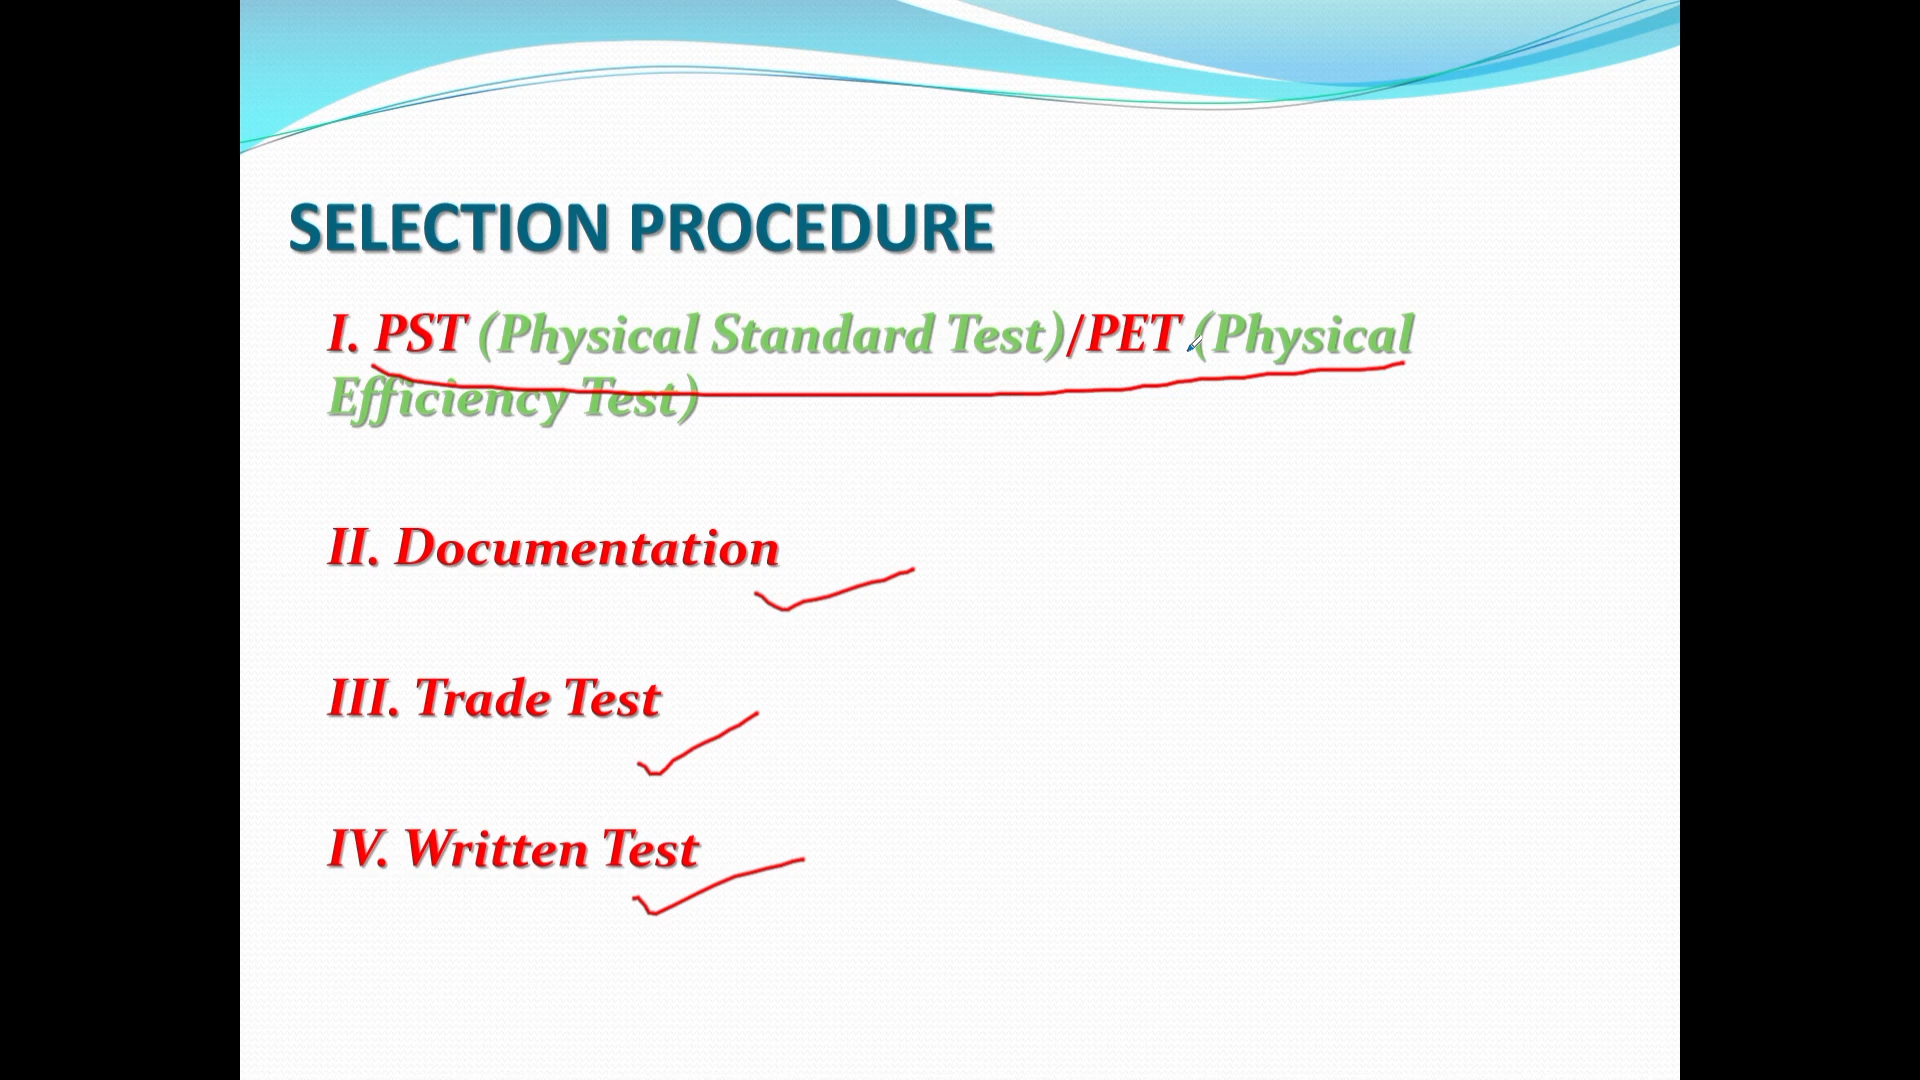 SELECTION PROCEDURE
I. PST (Physical Standard Test)/PET (Physical
Efficiency Test)
II. Documentation
III. Trade Test
IV. Written Test